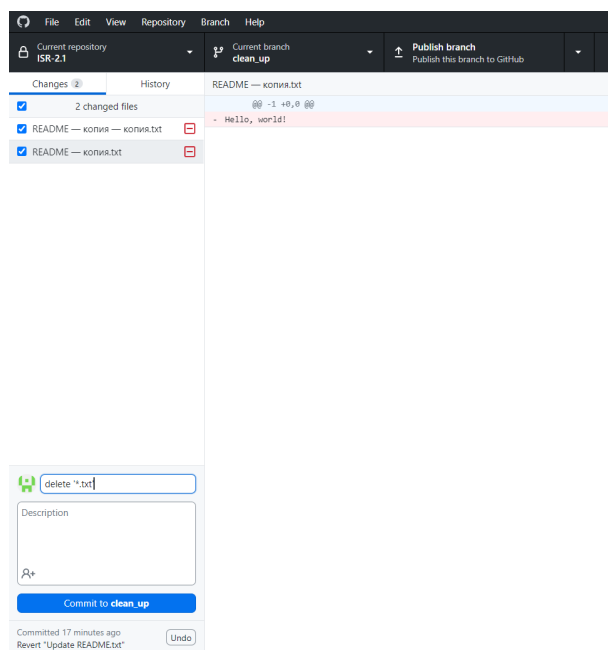 File Edit View Repository Branch Help
Current repository
ISR-2.1
Current branch
clean_up
Publish branch
Publish this branch to GitHub
Changes 2 History
README — копия.txt
2 changed files
@@ -1 +0,0 @@
README — копия — копия.txt
- Hello, world!
README — копия.txt
delete '*.txt'
Description
Commit to clean_up
Committed 17 minutes ago
Revert "Update README.txt"
Undo